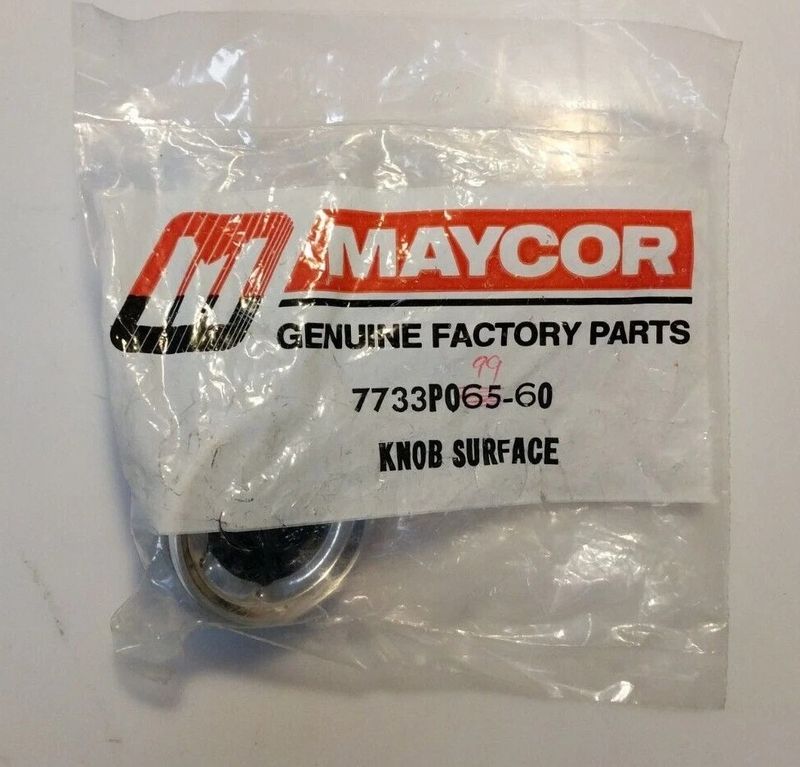 MAYCOR
GENUINE FACTORY PARTS
99
7733P065-60
KNOB SURFACE